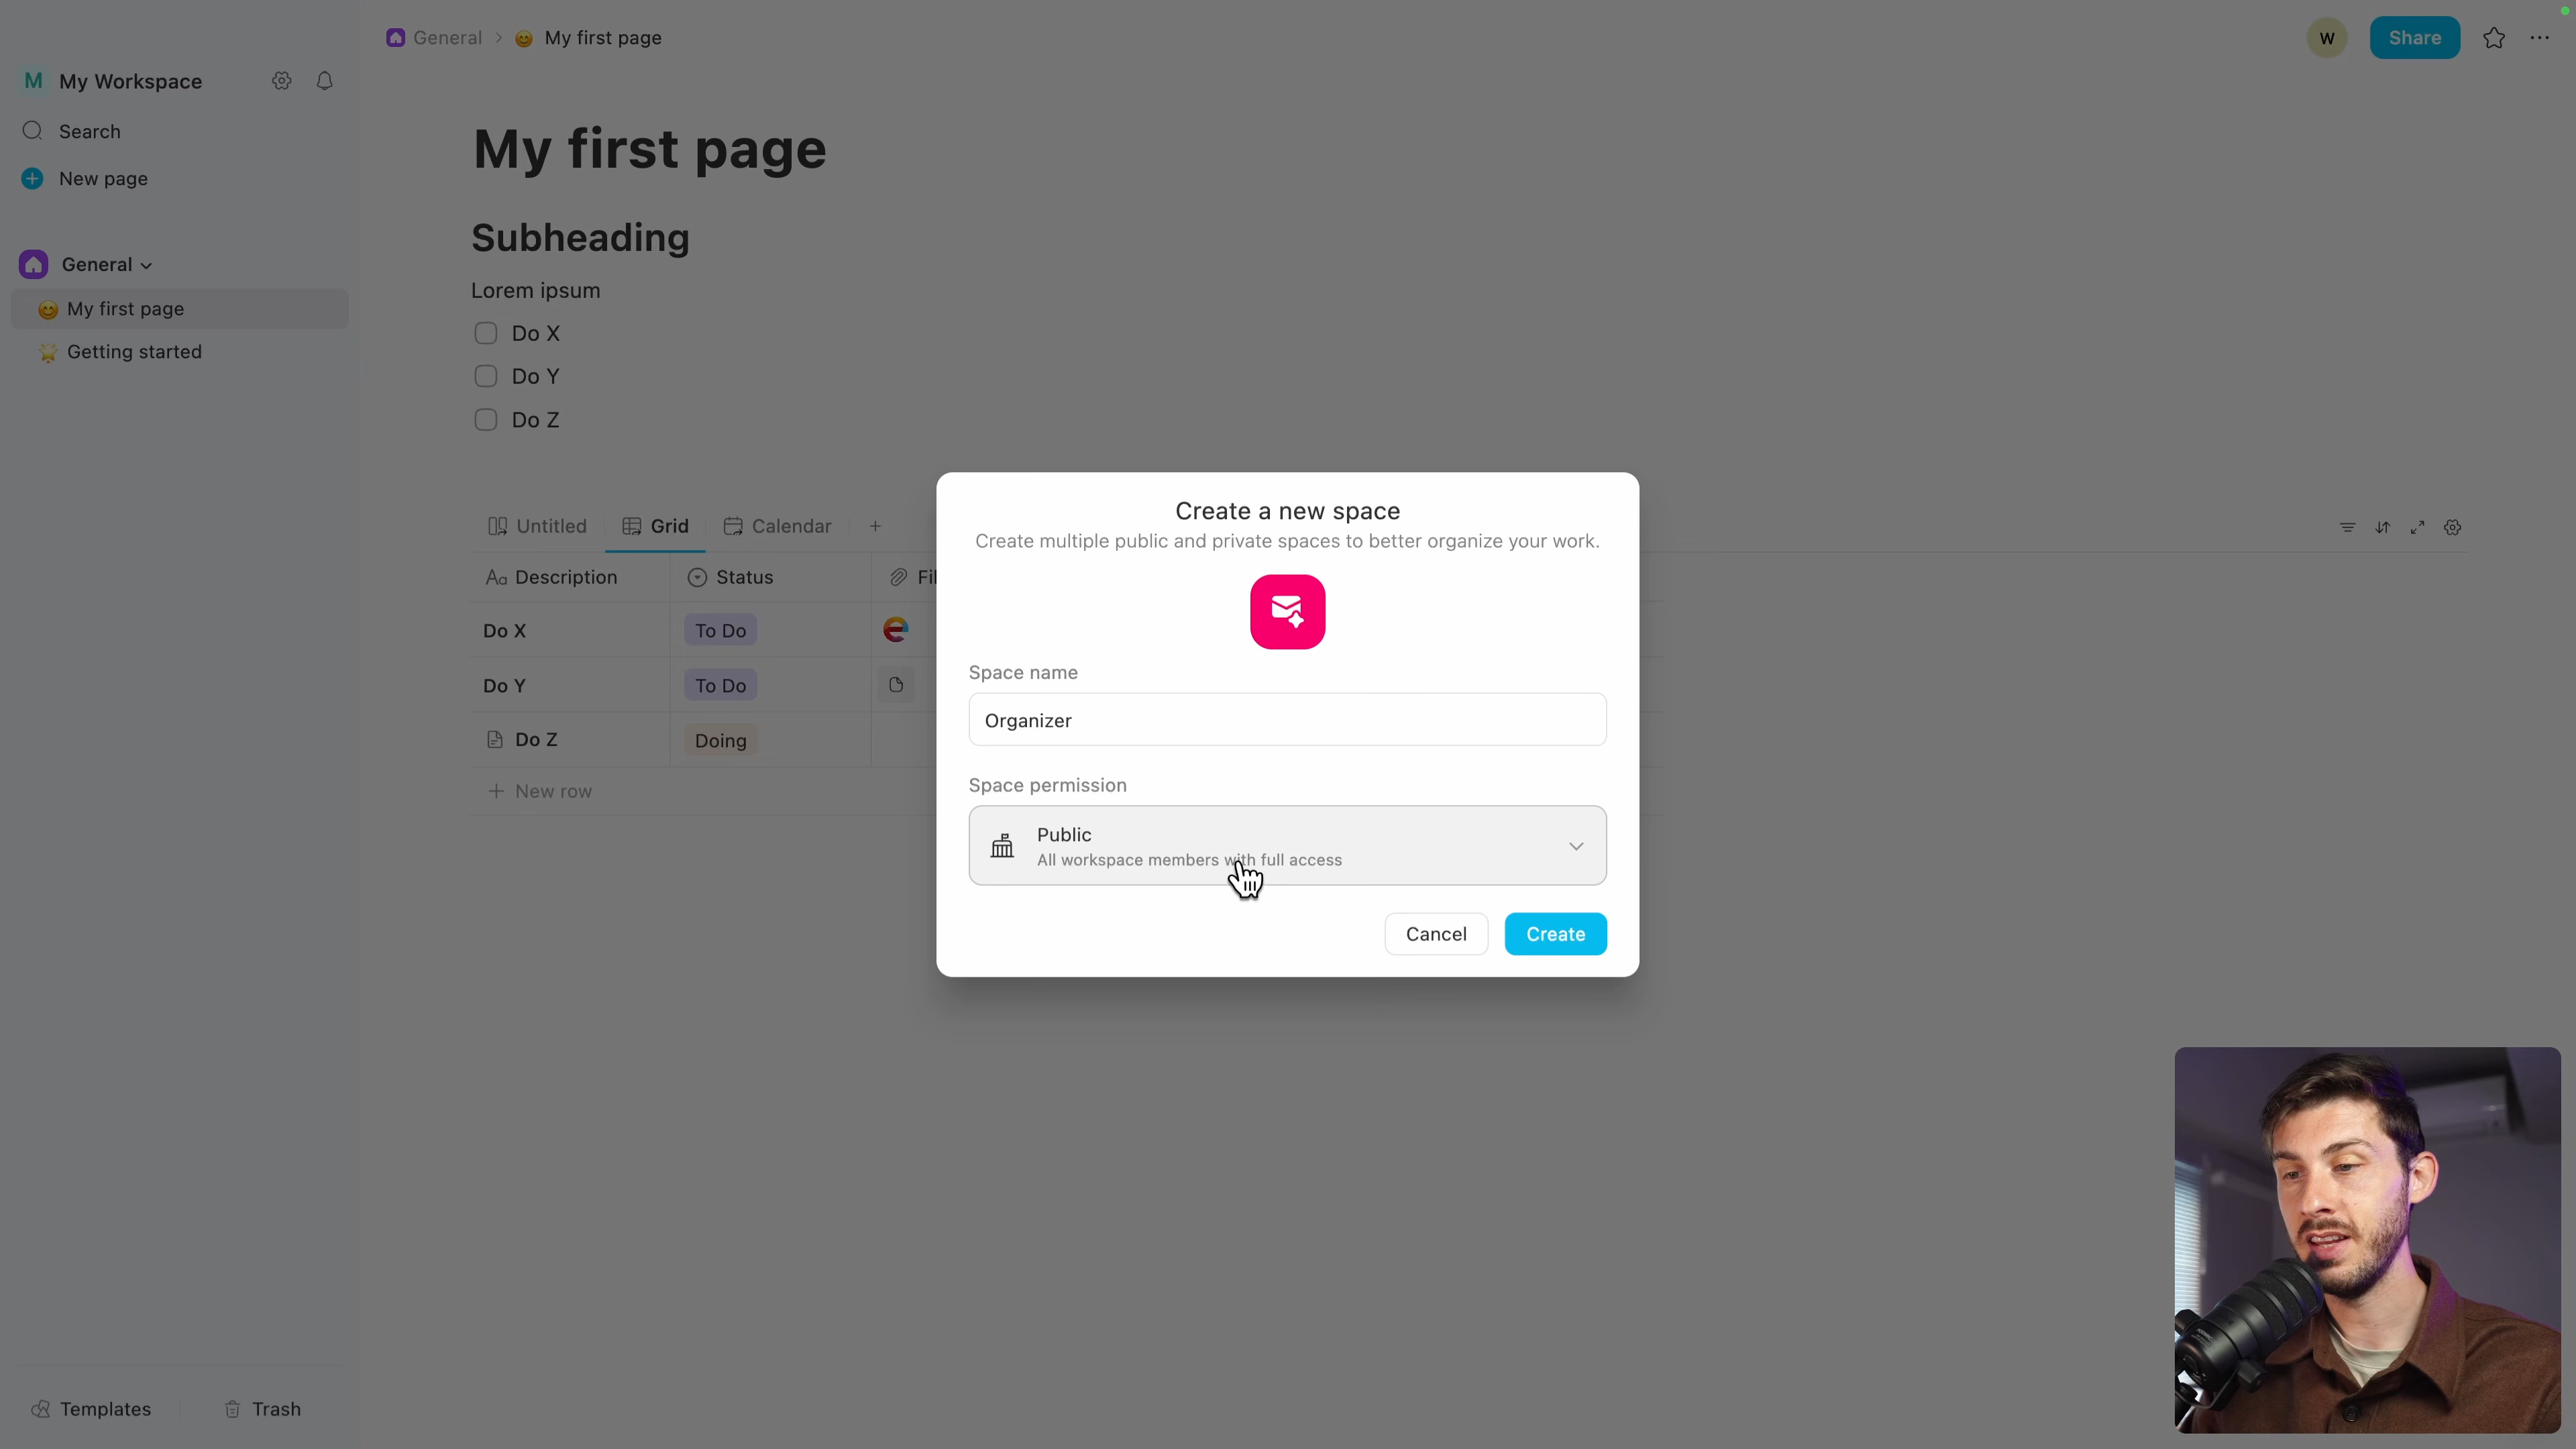 General > 😊 My first page
W
Share
M My Workspace
Search
New page
General
😊 My first page
🌟 Getting started
My first page
Subheading
Lorem ipsum
Do X
Do Y
Do Z
Untitled
Grid
Calendar
+
Aa Description
Status
Fil
Do X
To Do
Do Y
To Do
Do Z
Doing
+ New row
Create a new space
Create multiple public and private spaces to better organize your work.
Space name
Organizer
Space permission
Public
All workspace members with full access
Cancel
Create
Templates
Trash